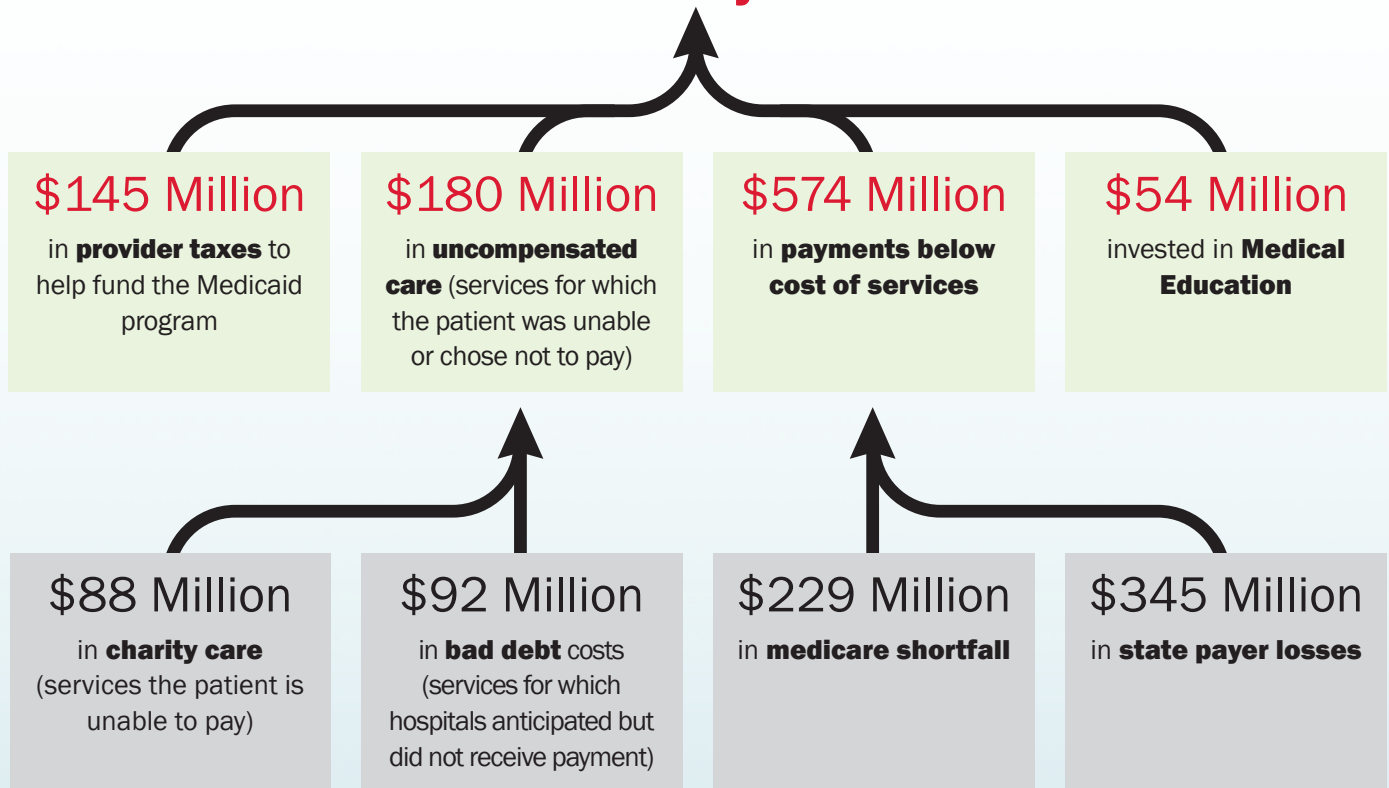 $145 Million
in provider taxes to
help fund the Medicaid
program
$180 Million
in uncompensated
care (services for which
the patient was unable
or chose not to pay)
$574 Million
in payments below
cost of services
$54 Million
invested in Medical
Education
$88 Million
in charity care
(services the patient is
unable to pay)
$92 Million
in bad debt costs
(services for which
hospitals anticipated but
did not receive payment)
$229 Million
in medicare shortfall
$345 Million
in state payer losses